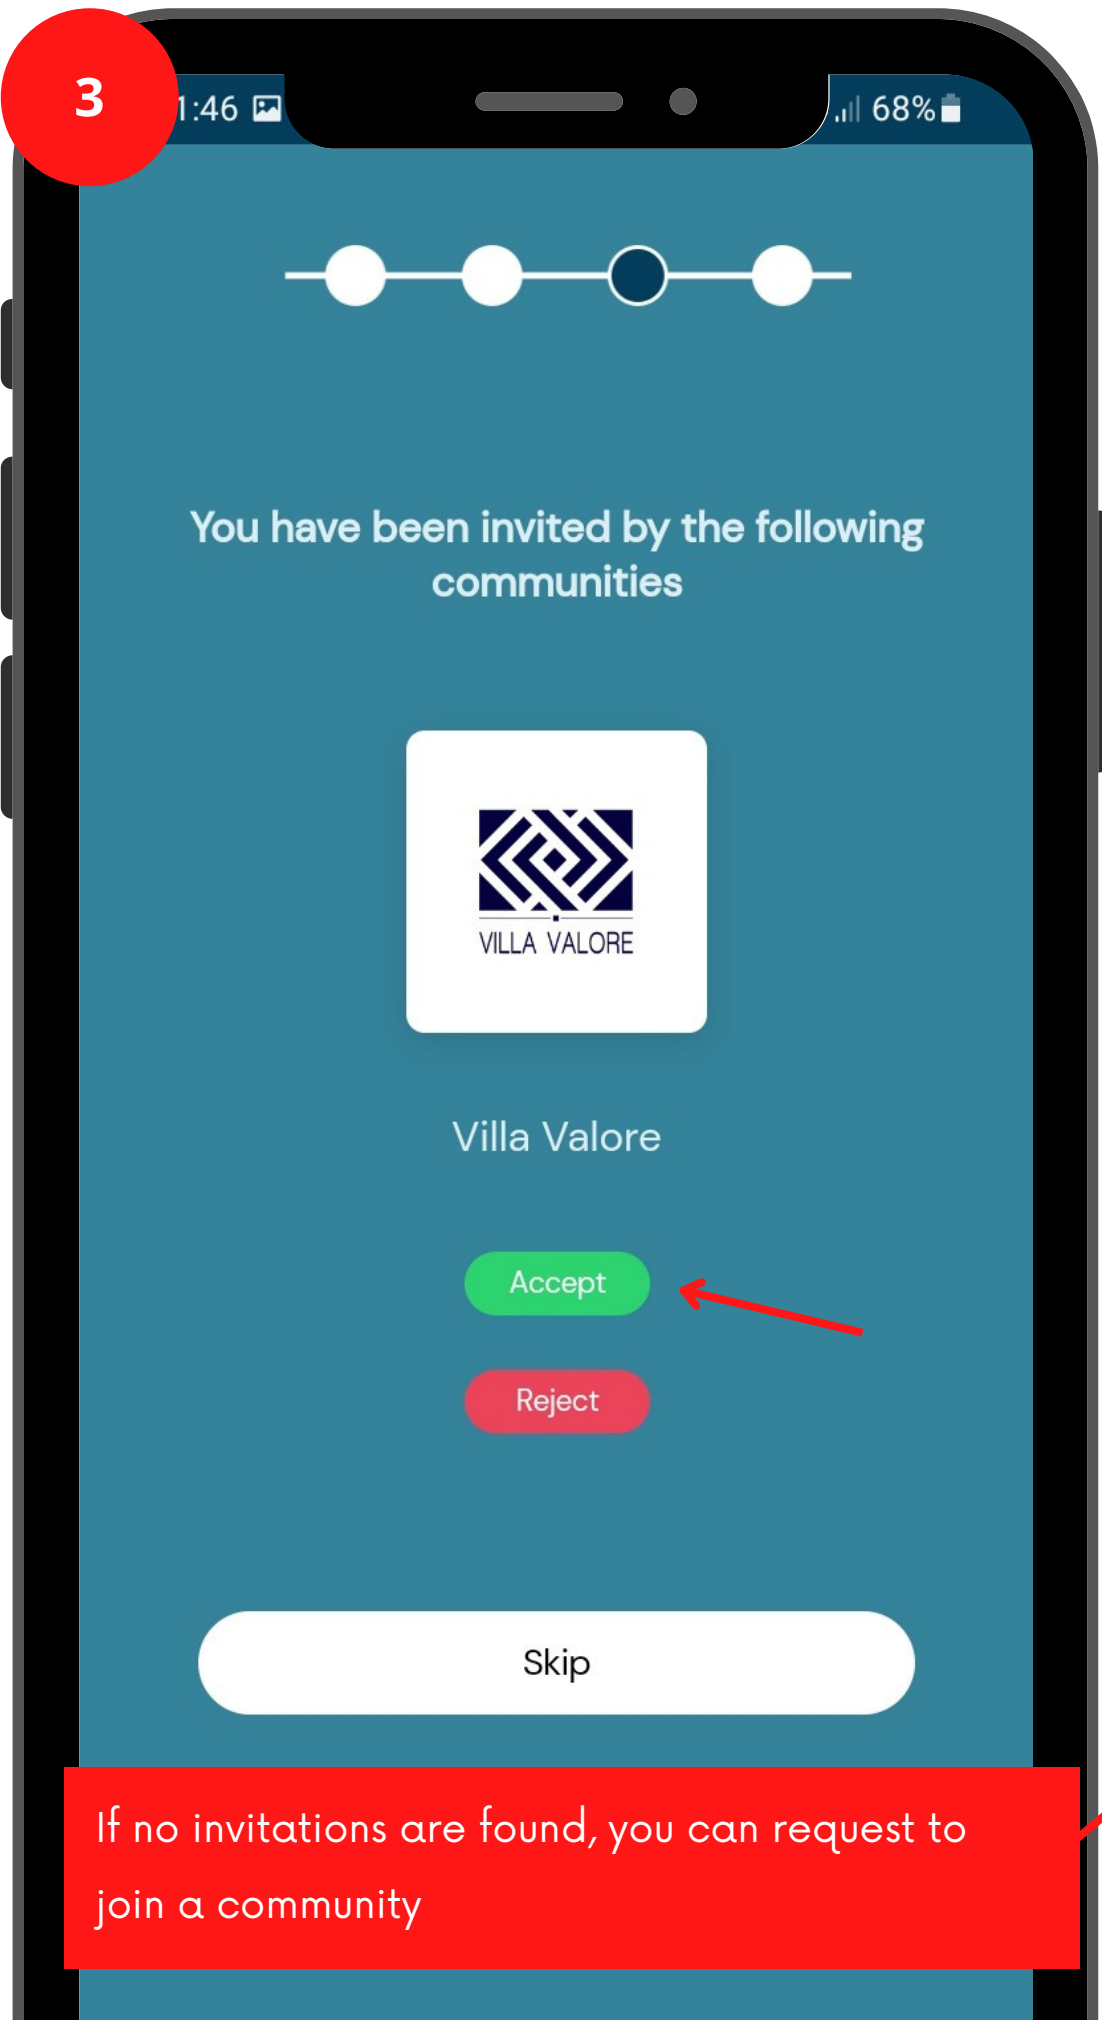 3
1:46
68%
You have been invited by the following
communities
VILLA VALORE
Villa Valore
Accept
Reject
Skip
If no invitations are found, you can request to
join a community